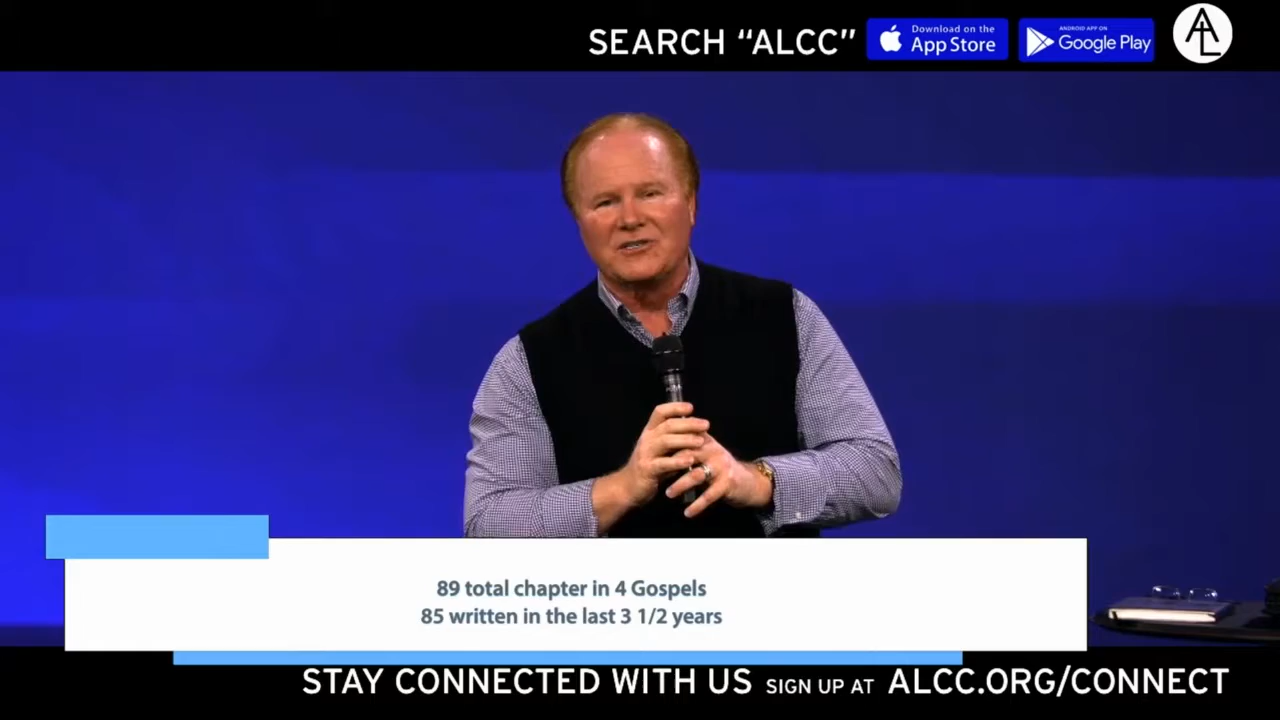 SEARCH “ALCC”
Download on the
App Store
ANDROID APP ON
Google Play
ATL
89 total chapter in 4 Gospels
85 written in the last 3 1/2 years
STAY CONNECTED WITH US SIGN UP AT ALCC.ORG/CONNECT